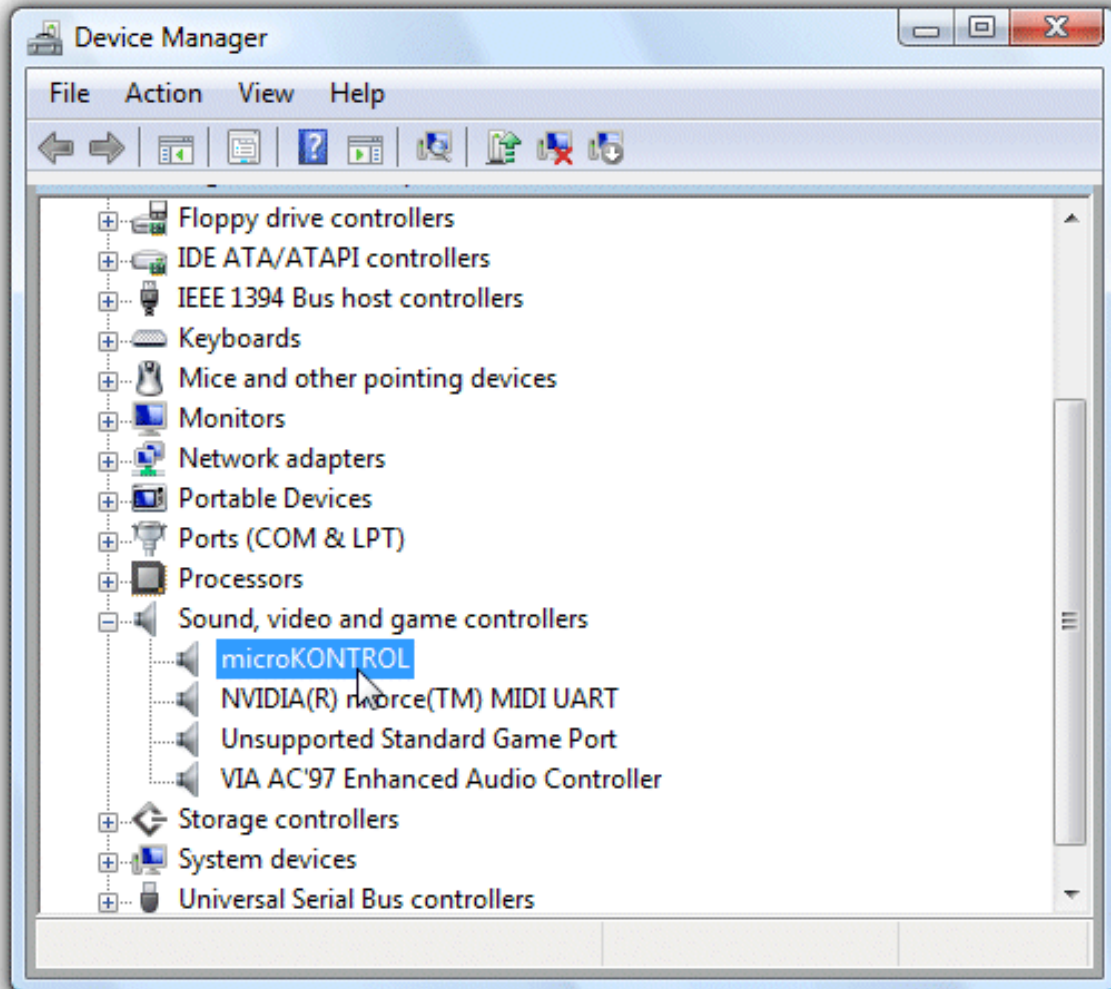 Device Manager
File Action View Help
Floppy drive controllers
IDE ATA/ATAPI controllers
IEEE 1394 Bus host controllers
Keyboards
Mice and other pointing devices
Monitors
Network adapters
Portable Devices
Ports (COM & LPT)
Processors
Sound, video and game controllers
microKONTROL
NVIDIA(R) nForce(TM) MIDI UART
Unsupported Standard Game Port
VIA AC'97 Enhanced Audio Controller
Storage controllers
System devices
Universal Serial Bus controllers